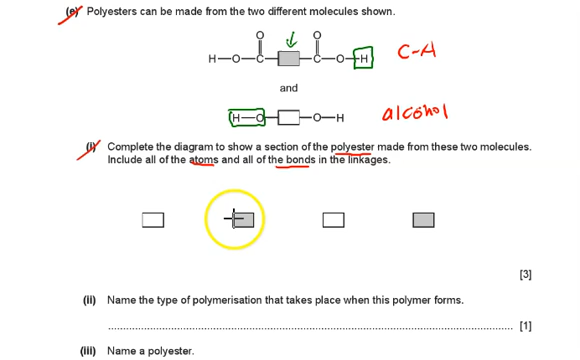 (e) Polyesters can be made from the two different molecules shown.
O O
H—O—C C—O—H C-A
and
H—O O—H alcohol
(i) Complete the diagram to show a section of the polyester made from these two molecules.
Include all of the atoms and all of the bonds in the linkages.
[3]
(ii) Name the type of polymerisation that takes place when this polymer forms.
[1]
(iii) Name a polyester.